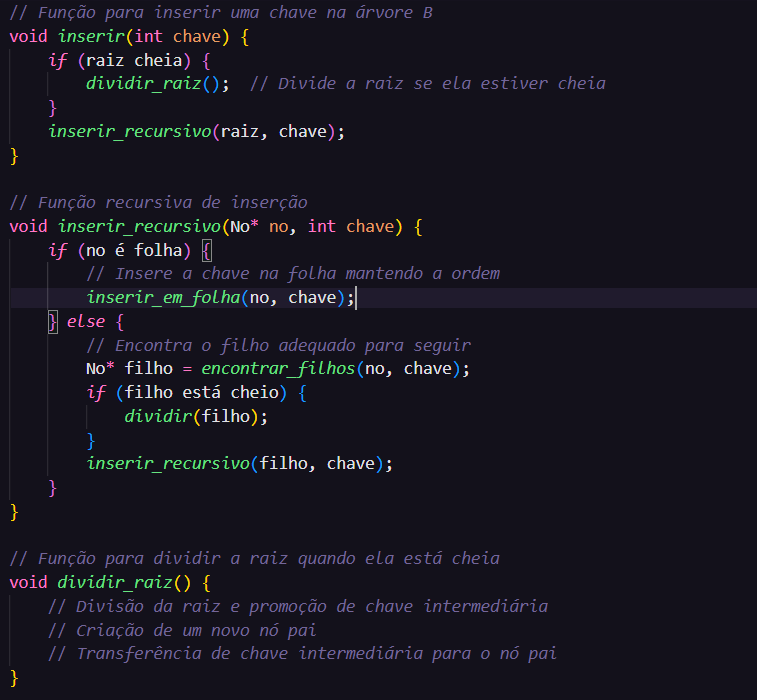 // Função para inserir uma chave na árvore B
void inserir(int chave) {
    if (raiz cheia) {
        dividir_raiz();  // Divide a raiz se ela estiver cheia
    }
    inserir_recursivo(raiz, chave);
}

// Função recursiva de inserção
void inserir_recursivo(No* no, int chave) {
    if (no é folha) {
        // Insere a chave na folha mantendo a ordem
        inserir_em_folha(no, chave);
    } else {
        // Encontra o filho adequado para seguir
        No* filho = encontrar_filhos(no, chave);
        if (filho está cheio) {
            dividir(filho);
        }
        inserir_recursivo(filho, chave);
    }
}

// Função para dividir a raiz quando ela está cheia
void dividir_raiz() {
    // Divisão da raiz e promoção de chave intermediária
    // Criação de um novo nó pai
    // Transferência de chave intermediária para o nó pai
}